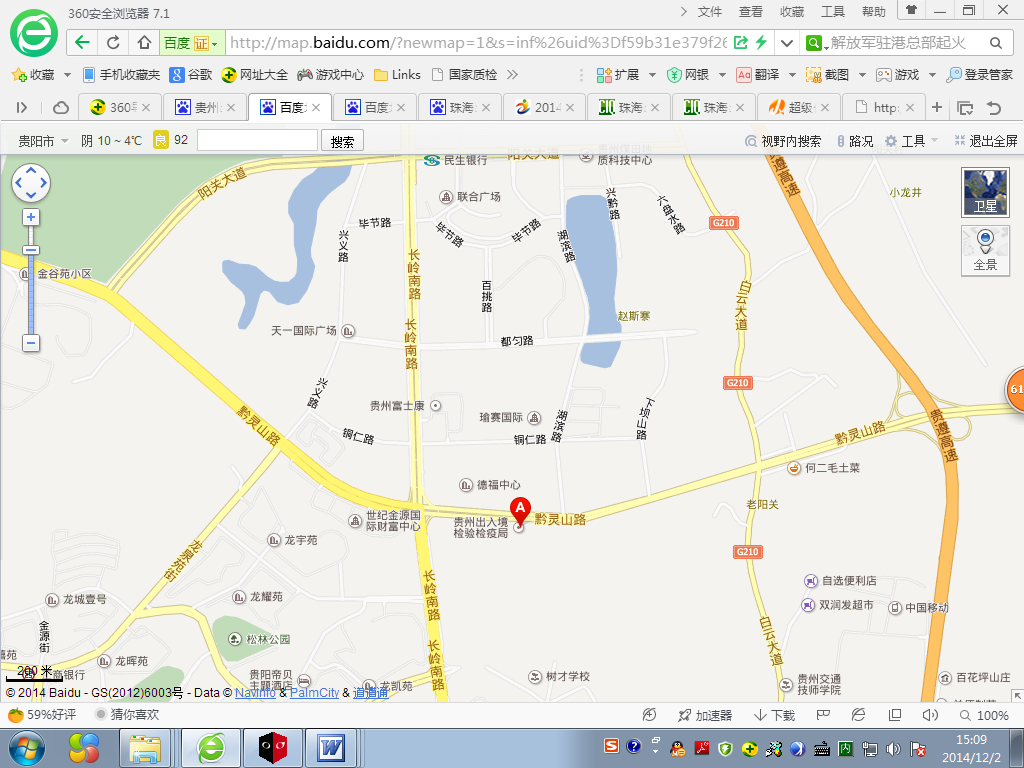 360安全浏览器 7.1
文件 查看 收藏 工具 帮助
百度 证
http://map.baidu.com/?newmap=1&s=inf%26uid%3Df59b31e379f26
解放军驻港总部起火
收藏 手机收藏夹 谷歌 网址大全 游戏中心 Links 国家质检 扩展 网银 翻译 截图 游戏 登录管家
360 贵州 百度 百度 珠海 2014 珠海 珠海 超级 http:
贵阳市 阴 10 ~ 4℃ 良 92 搜索 视野内搜索 路况 工具 退出全屏
民生银行
阳关大道
质科技中心
贵遵高速
阳关大道
联合广场
兴黔路
六盘水路
小龙井
卫星
G210
毕节路
毕节路
毕节路
湖滨路
兴义路
长岭南路
金谷苑小区
全景
百挑路
白云大道
赵斯寨
天一国际广场
长岭南路
都匀路
61
G210
兴义路
贵州富士康
瑜赛国际
湖滨路
下坝山路
黔灵山路
铜仁路
铜仁路
黔灵山路
贵遵高速
何二毛土菜
德福中心
老阳关
A
世纪金源国
际财富中心
贵州出入境
检验检疫局
黔灵山路
龙宇苑
龙泉苑街
G210
长岭南路
自选便利店
龙耀苑
龙城壹号
双润发超市
中国移动
金源街
松林公园
白云大道
长岭南路
龙晖苑
200 米
商银行
贵阳帝贝
主题酒店
龙凯苑
树才学校
贵州交通
技师学院
百花坪山庄
© 2014 Baidu - GS(2012)6003号 - Data © NavInfo & PalmCity & 道道通
59%好评 猜你喜欢 加速器 下载 100%
15:09
2014/12/2